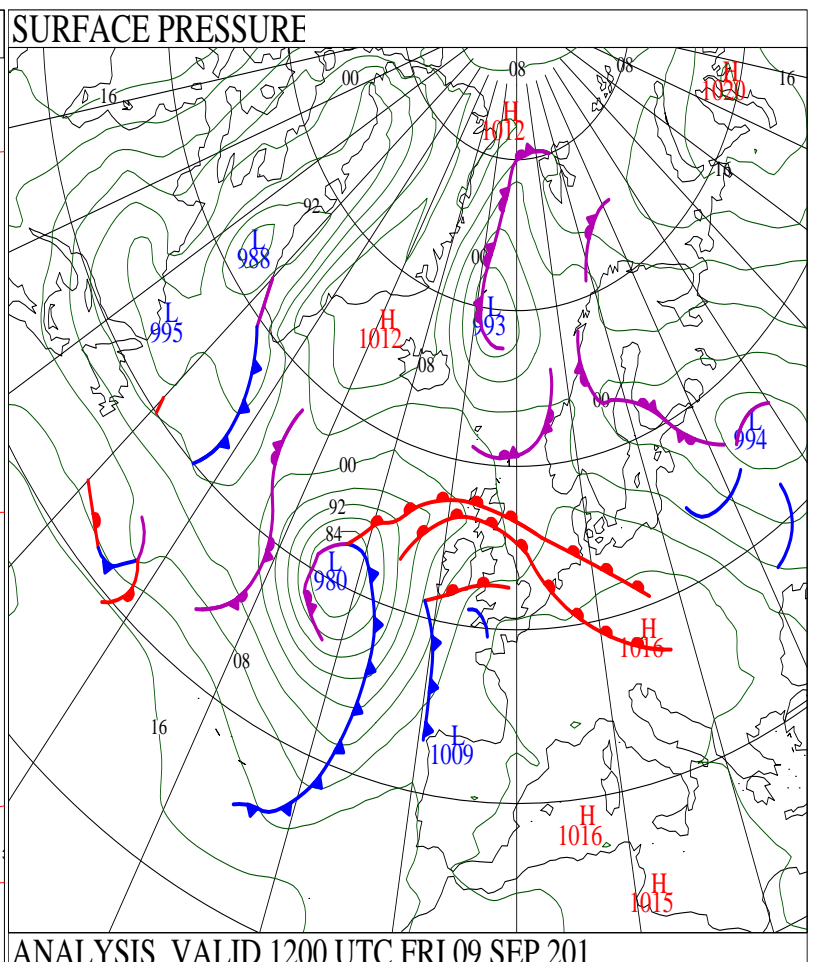 SURFACE PRESSURE
00
08
08
16
H
1020
16
H
1012
16
92
L
988
00
L
995
H
1012
L
993
08
00
L
994
00
92
84
L
980
H
1016
08
16
L
1009
H
1016
H
1015
ANALYSIS VALID 1200 UTC FRI 09 SEP 201